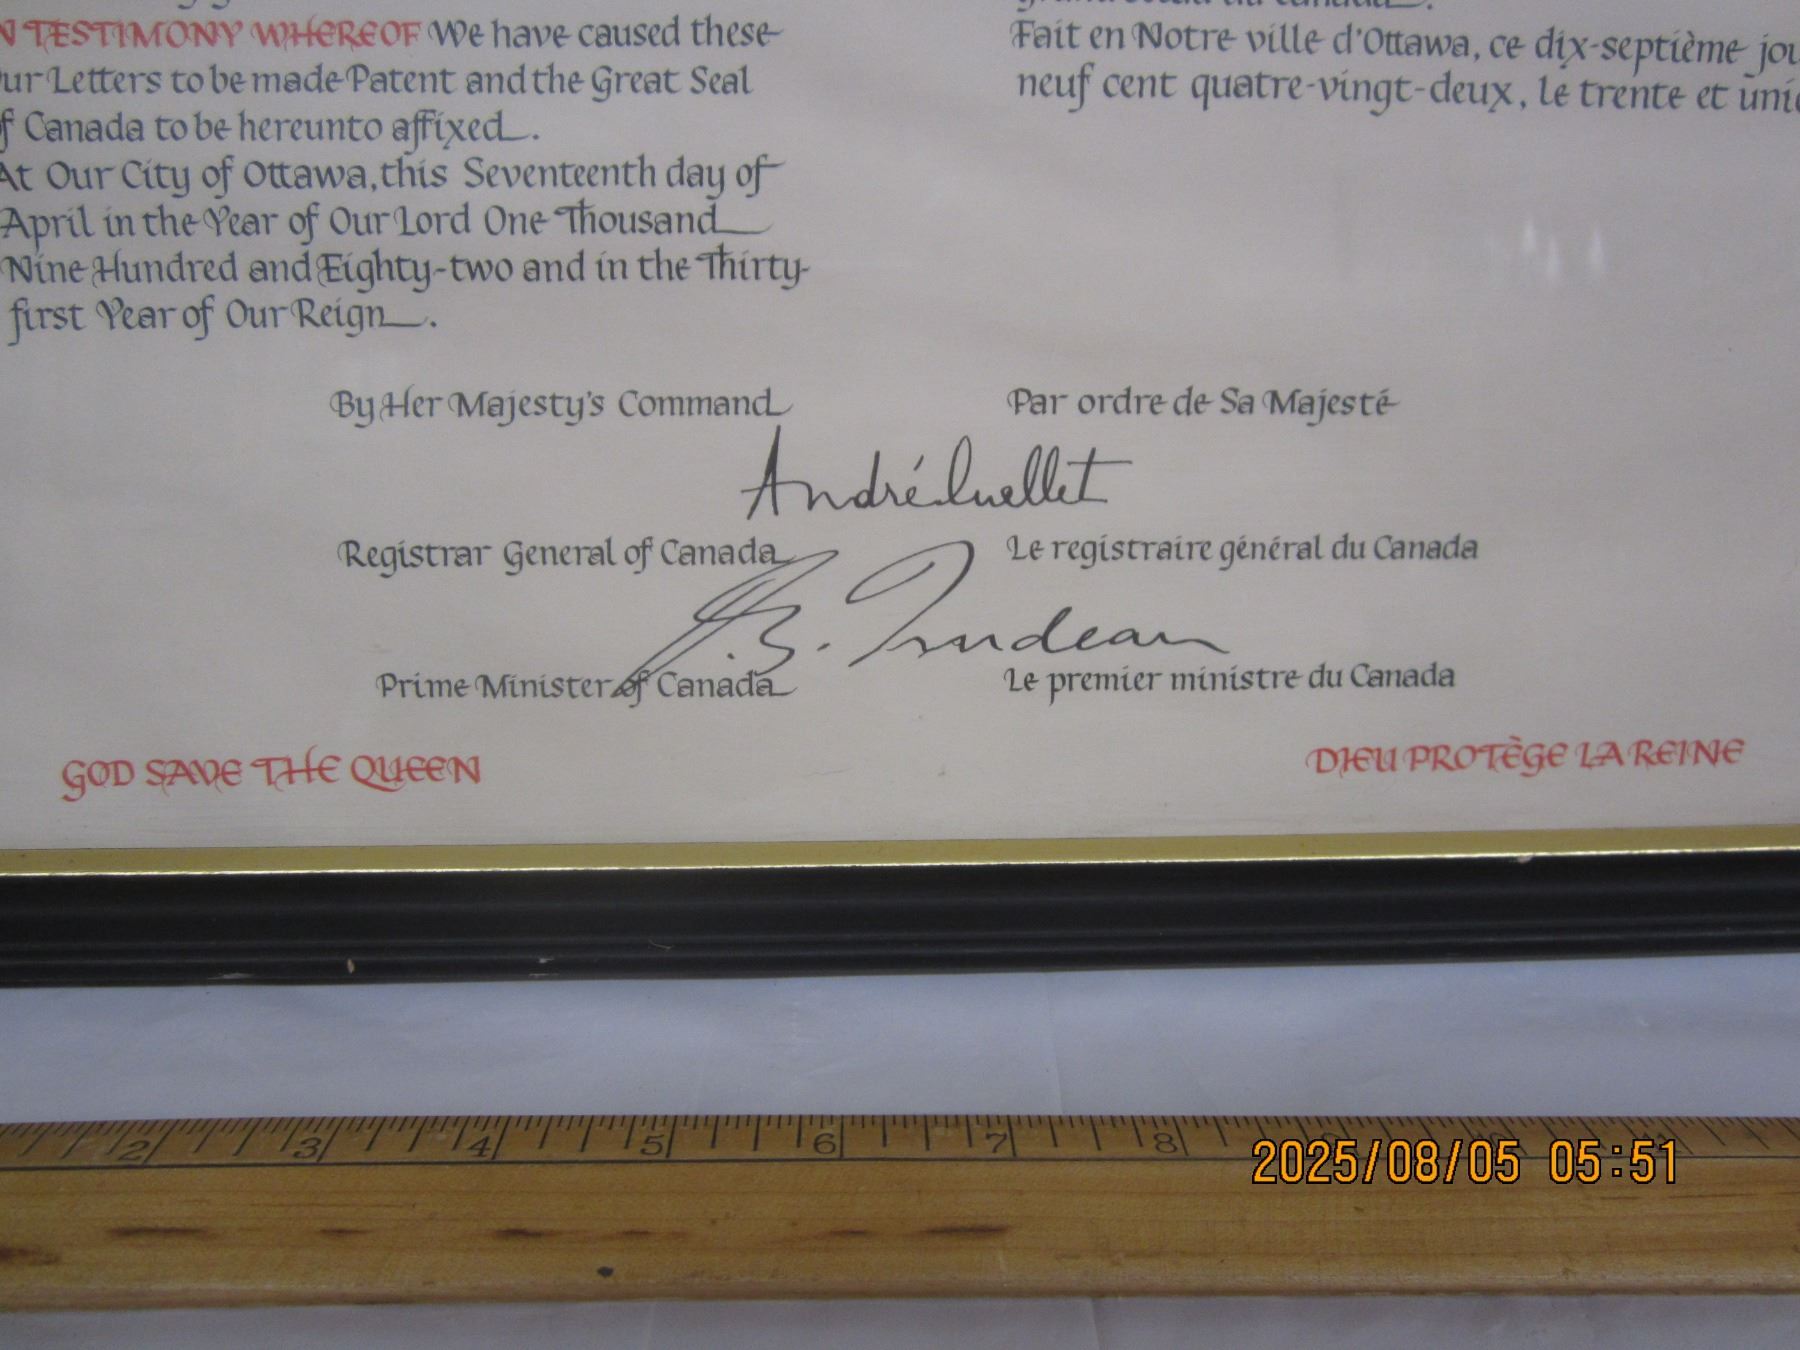 N TESTIMONY WHEREOF We have caused these
ur Letters to be made Patent and the Great Seal
f Canada to be hereunto affixed.
At Our City of Ottawa, this Seventeenth day of
April in the Year of Our Lord One Thousand
Nine Hundred and Eighty-two and in the Thirty-
first Year of Our Reign.
Fait en Notre ville d'Ottawa, ce dix-septième jou
neuf cent quatre-vingt-deux, le trente et uni
By Her Majesty's Command
Par ordre de Sa Majesté
André Ouellet
Registrar General of Canada
Le registraire général du Canada
P. E. Trudeau
Prime Minister of Canada
Le premier ministre du Canada
GOD SAVE THE QUEEN
DIEU PROTÈGE LA REINE
2 3 4 5 6 7 8 9 10 11
2025/08/05 05:51